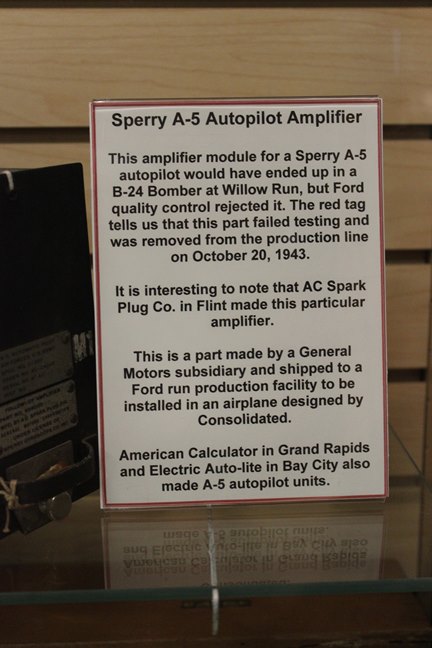 Sperry A-5 Autopilot Amplifier
This amplifier module for a Sperry A-5
autopilot would have ended up in a
B-24 Bomber at Willow Run, but Ford
quality control rejected it. The red tag
tells us that this part failed testing and
was removed from the production line
on October 20, 1943.
It is interesting to note that AC Spark
Plug Co. in Flint made this particular
amplifier.
This is a part made by a General
Motors subsidiary and shipped to a
Ford run production facility to be
installed in an airplane designed by
Consolidated.
American Calculator in Grand Rapids
and Electric Auto-lite in Bay City also
made A-5 autopilot units.